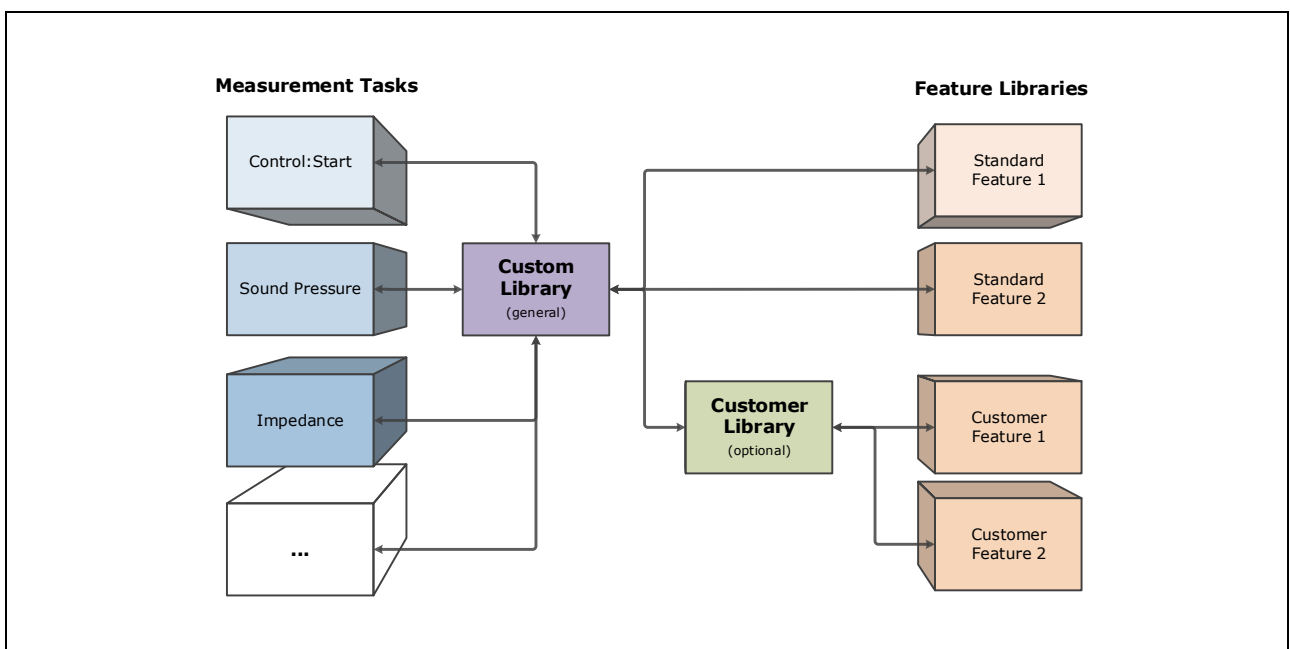 Measurement Tasks
Feature Libraries
Control:Start
Standard
Feature 1
Sound Pressure
Custom
Library
(general)
Standard
Feature 2
Impedance
Customer
Library
(optional)
Customer
Feature 1
...
Customer
Feature 2